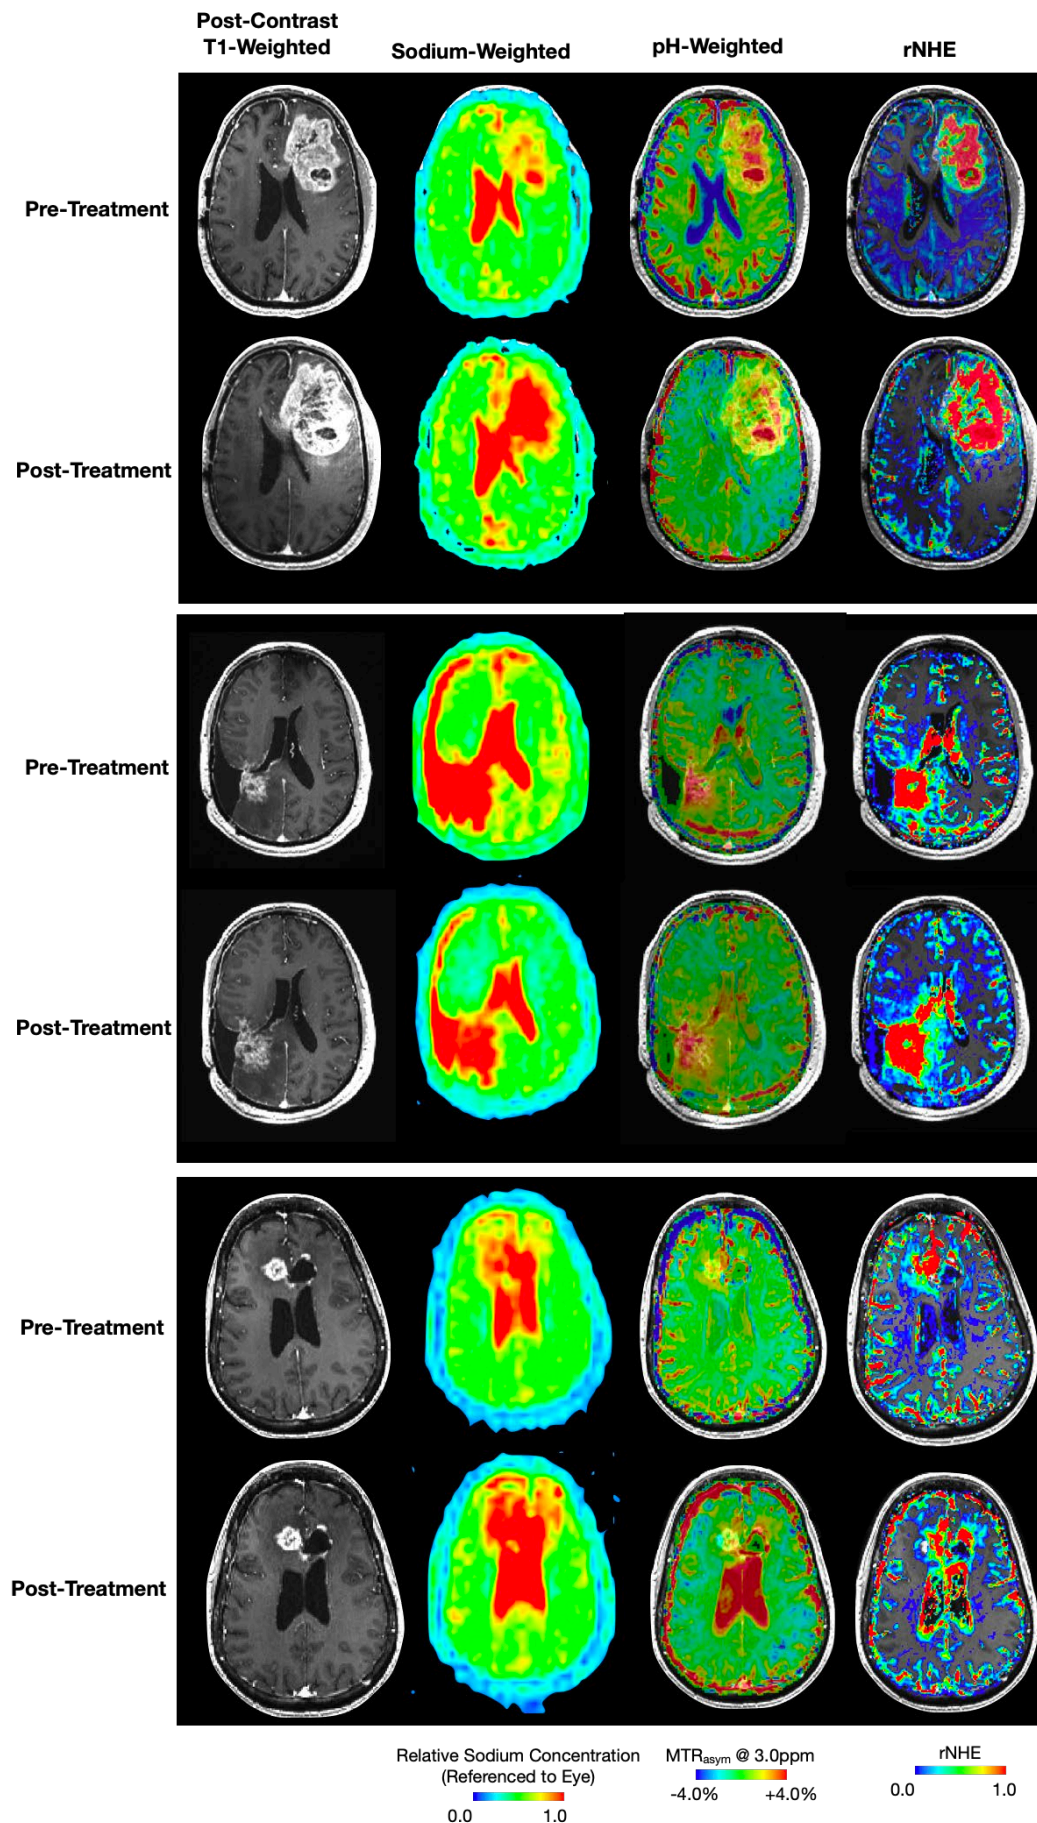 Post-Contrast
T1-Weighted
Sodium-Weighted
pH-Weighted
rNHE
Pre-Treatment
Post-Treatment
Pre-Treatment
Post-Treatment
Pre-Treatment
Post-Treatment
Relative Sodium Concentration
(Referenced to Eye)
0.0 1.0
MTRasym @ 3.0ppm
-4.0% +4.0%
rNHE
0.0 1.0